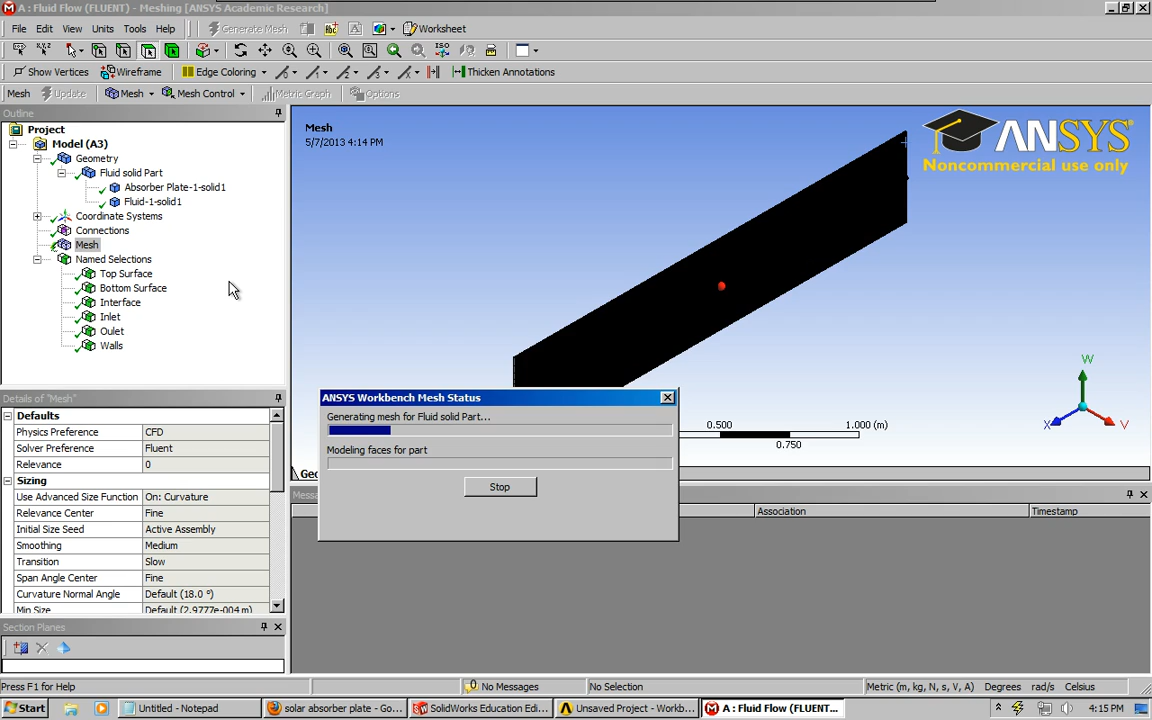 A : Fluid Flow (FLUENT) - Meshing [ANSYS Academic Research]
File Edit View Units Tools Help Generate Mesh Worksheet
ISO
Show Vertices Wireframe Edge Coloring Thicken Annotations
Mesh Update Mesh Mesh Control Metric Graph Options
Outline
Project
Model (A3)
Geometry
Fluid solid Part
Absorber Plate-1-solid1
Fluid-1-solid1
Coordinate Systems
Connections
Mesh
Named Selections
Top Surface
Bottom Surface
Interface
Inlet
Oulet
Walls
Details of "Mesh"
Defaults
Physics Preference CFD
Solver Preference Fluent
Relevance 0
Sizing
Use Advanced Size Function On: Curvature
Relevance Center Fine
Initial Size Seed Active Assembly
Smoothing Medium
Transition Slow
Span Angle Center Fine
Curvature Normal Angle Default (18.0 °)
Min Size Default (2.9777e-004 m)
Section Planes
Mesh
5/7/2013 4:14 PM
ANSYS
Noncommercial use only
W
X
V
0.500 1.000 (m)
0.750
ANSYS Workbench Mesh Status
Generating mesh for Fluid solid Part...
Modeling faces for part
Stop
Association Timestamp
Press F1 for Help No Messages No Selection Metric (m, kg, N, s, V, A) Degrees rad/s Celsius
Start Untitled - Notepad solar absorber plate - Go... SolidWorks Education Edi... Unsaved Project - Workb... A : Fluid Flow (FLUENT... 4:15 PM